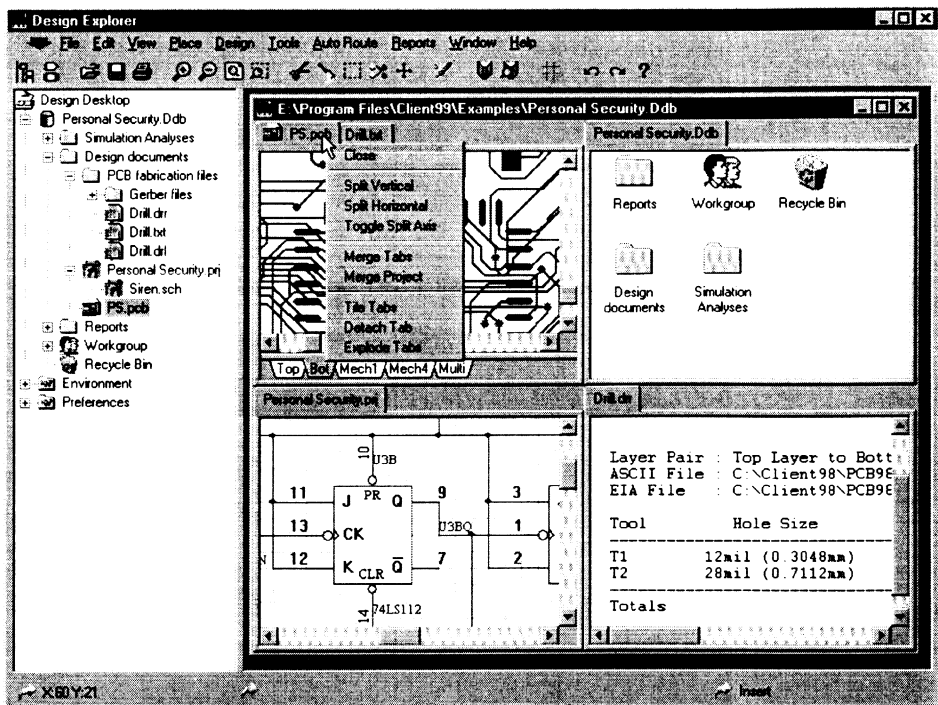 Design Explorer
File Edit View Place Design Tools Auto Route Reports Window Help
Design Desktop
Personal Security.Ddb
Simulation Analyses
Design documents
PCB fabrication files
Gerber files
Drill.drr
Drill.txt
Drill.drl
Personal Security.prj
Siren.sch
PS.pcb
Reports
Workgroup
Recycle Bin
Environment
Preferences
E:\Program Files\Client99\Examples\Personal Security.Ddb
PS.pcb Drill.txt
Close
Split Vertical
Split Horizontal
Toggle Split Axis
Merge Tabs
Merge Project
Tile Tabs
Detach Tab
Explode Tabs
Top Bot Mech1 Mech4 Multi
Personal Security.Ddb
Reports Workgroup Recycle Bin
Design documents
Simulation Analyses
Personal Security.prj
10 U3B
11 J PR Q 9 3
13 CK U3BQ 1
12 K CLR Q 7 2
14 74LS112
Drill.drr
Layer Pair : Top Layer to Bott
ASCII File : C:\Client98\PCB98
EIA File : C:\Client98\PCB98
Tool Hole Size
T1 12mil (0.3048mm)
T2 28mil (0.7112mm)
Totals
X:60 Y:21
Insert